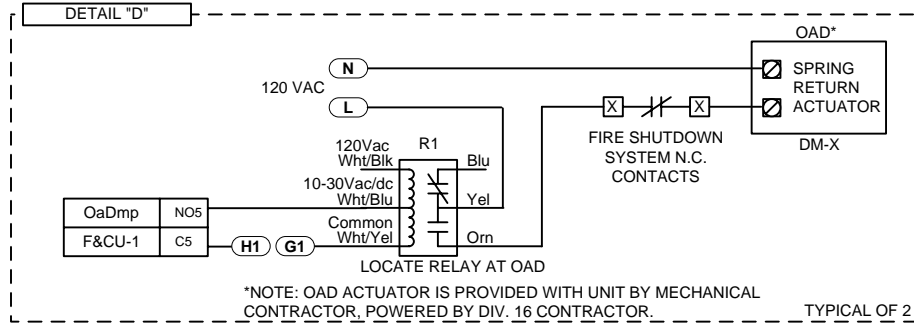 DETAIL "D"
OAD*
N
120 VAC
L
SPRING
RETURN
ACTUATOR
X
X
DM-X
FIRE SHUTDOWN
SYSTEM N.C.
CONTACTS
120Vac
Wht/Blk
R1
Blu
10-30Vac/dc
Wht/Blu
Yel
Common
Wht/Yel
Orn
OaDmp NO5
F&CU-1 C5
H1 G1
LOCATE RELAY AT OAD
*NOTE: OAD ACTUATOR IS PROVIDED WITH UNIT BY MECHANICAL
CONTRACTOR, POWERED BY DIV. 16 CONTRACTOR.
TYPICAL OF 2